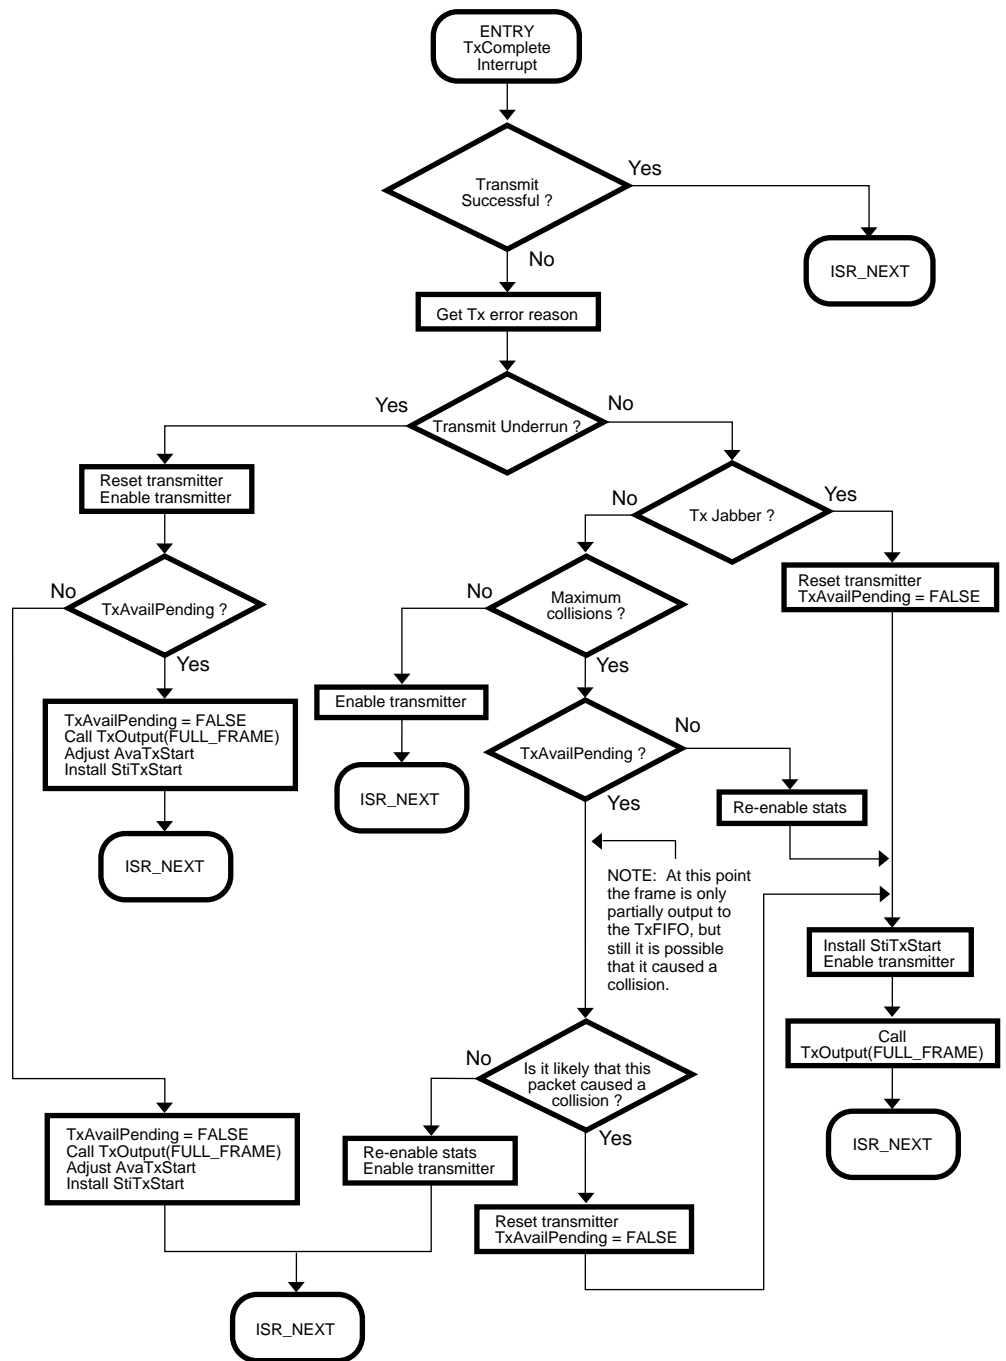 ENTRY
TxComplete
Interrupt
Transmit
Successful ?
Yes
No
ISR_NEXT
Get Tx error reason
Transmit Underrun ?
Yes
No
Reset transmitter
Enable transmitter
Tx Jabber ?
No
Yes
TxAvailPending ?
No
Yes
Maximum
collisions ?
No
Yes
Reset transmitter
TxAvailPending = FALSE
TxAvailPending = FALSE
Call TxOutput(FULL_FRAME)
Adjust AvaTxStart
Install StiTxStart
Enable transmitter
TxAvailPending ?
No
Yes
ISR_NEXT
ISR_NEXT
Re-enable stats
NOTE: At this point
the frame is only
partially output to
the TxFIFO, but
still it is possible
that it caused a
collision.
Install StiTxStart
Enable transmitter
Call
TxOutput(FULL_FRAME)
Is it likely that this
packet caused a
collision ?
No
Yes
ISR_NEXT
TxAvailPending = FALSE
Call TxOutput(FULL_FRAME)
Adjust AvaTxStart
Install StiTxStart
Re-enable stats
Enable transmitter
Reset transmitter
TxAvailPending = FALSE
ISR_NEXT